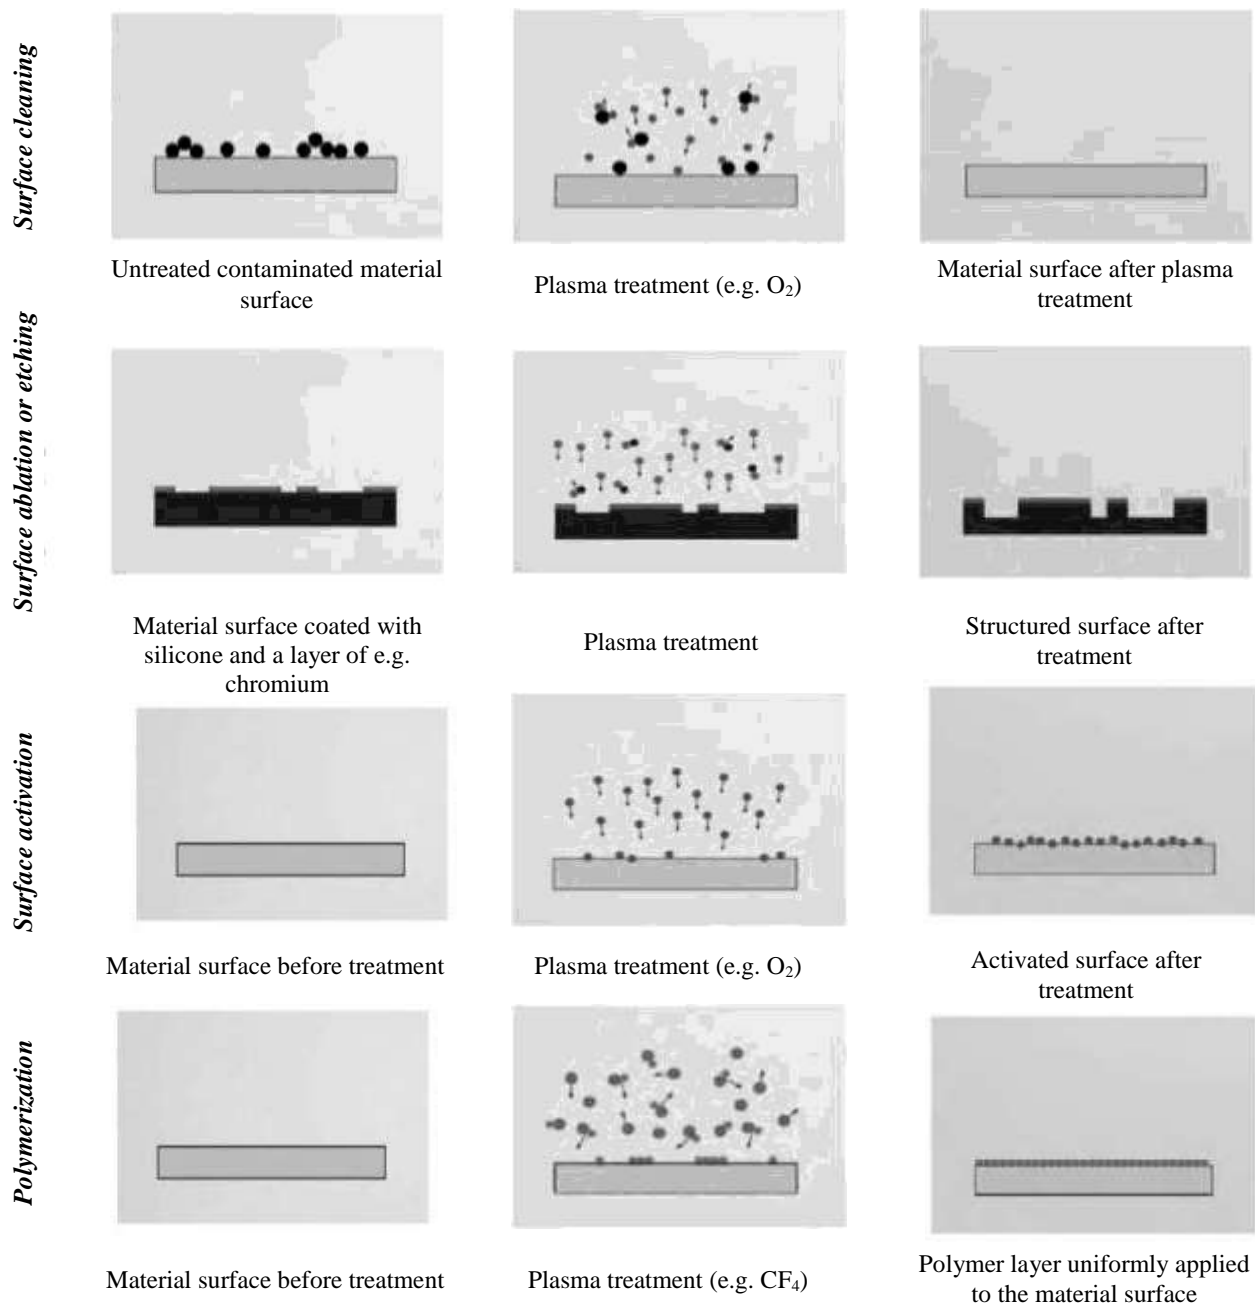 Surface cleaning
Untreated contaminated material
surface
Plasma treatment (e.g. O₂)
Material surface after plasma
treatment
Surface ablation or etching
Material surface coated with
silicone and a layer of e.g.
chromium
Plasma treatment
Structured surface after
treatment
Surface activation
Material surface before treatment
Plasma treatment (e.g. O₂)
Activated surface after
treatment
Polymerization
Material surface before treatment
Plasma treatment (e.g. CF₄)
Polymer layer uniformly applied
to the material surface